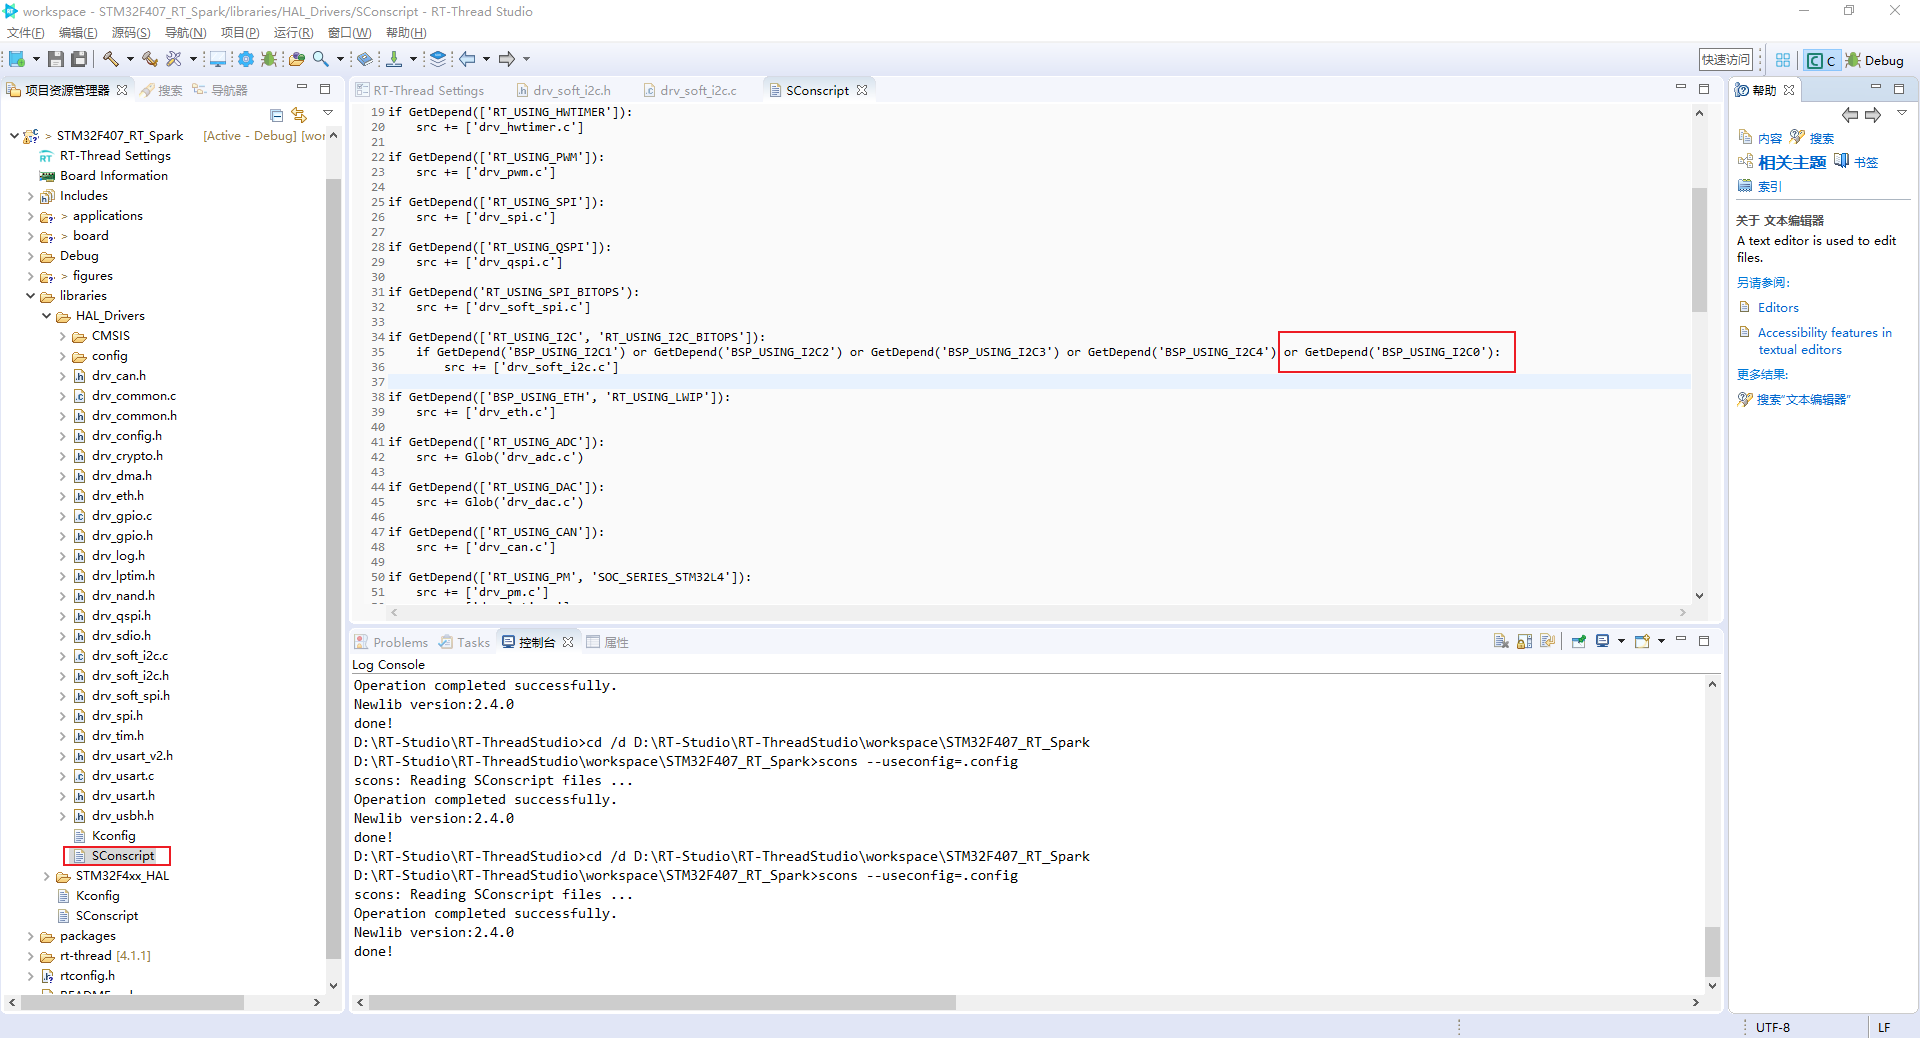 workspace - STM32F407_RT_Spark/libraries/HAL_Drivers/SConscript - RT-Thread Studio
文件(F) 编辑(E) 源码(S) 导航(N) 项目(P) 运行(R) 窗口(W) 帮助(H)
快速访问 C Debug
项目资源管理器 搜索 导航器
> STM32F407_RT_Spark [Active - Debug] [wor
RT-Thread Settings
Board Information
Includes
> applications
> board
Debug
> figures
libraries
HAL_Drivers
CMSIS
config
drv_can.h
drv_common.c
drv_common.h
drv_config.h
drv_crypto.h
drv_dma.h
drv_eth.h
drv_gpio.c
drv_gpio.h
drv_log.h
drv_lptim.h
drv_nand.h
drv_qspi.h
drv_sdio.h
drv_soft_i2c.c
drv_soft_i2c.h
drv_soft_spi.h
drv_spi.h
drv_tim.h
drv_usart_v2.h
drv_usart.c
drv_usart.h
drv_usbh.h
Kconfig
SConscript
STM32F4xx_HAL
Kconfig
SConscript
packages
rt-thread [4.1.1]
rtconfig.h
RT-Thread Settings drv_soft_i2c.h drv_soft_i2c.c SConscript
19 if GetDepend(['RT_USING_HWTIMER']):
20     src += ['drv_hwtimer.c']
21
22 if GetDepend(['RT_USING_PWM']):
23     src += ['drv_pwm.c']
24
25 if GetDepend(['RT_USING_SPI']):
26     src += ['drv_spi.c']
27
28 if GetDepend(['RT_USING_QSPI']):
29     src += ['drv_qspi.c']
30
31 if GetDepend('RT_USING_SPI_BITOPS'):
32     src += ['drv_soft_spi.c']
33
34 if GetDepend(['RT_USING_I2C', 'RT_USING_I2C_BITOPS']):
35     if GetDepend('BSP_USING_I2C1') or GetDepend('BSP_USING_I2C2') or GetDepend('BSP_USING_I2C3') or GetDepend('BSP_USING_I2C4') or GetDepend('BSP_USING_I2C0'):
36         src += ['drv_soft_i2c.c']
37
38 if GetDepend(['BSP_USING_ETH', 'RT_USING_LWIP']):
39     src += ['drv_eth.c']
40
41 if GetDepend(['RT_USING_ADC']):
42     src += Glob('drv_adc.c')
43
44 if GetDepend(['RT_USING_DAC']):
45     src += Glob('drv_dac.c')
46
47 if GetDepend(['RT_USING_CAN']):
48     src += ['drv_can.c']
49
50 if GetDepend(['RT_USING_PM', 'SOC_SERIES_STM32L4']):
51     src += ['drv_pm.c']
Problems Tasks 控制台 属性
Log Console
Operation completed successfully.
Newlib version:2.4.0
done!
D:\RT-Studio\RT-ThreadStudio>cd /d D:\RT-Studio\RT-ThreadStudio\workspace\STM32F407_RT_Spark
D:\RT-Studio\RT-ThreadStudio\workspace\STM32F407_RT_Spark>scons --useconfig=.config
scons: Reading SConscript files ...
Operation completed successfully.
Newlib version:2.4.0
done!
D:\RT-Studio\RT-ThreadStudio>cd /d D:\RT-Studio\RT-ThreadStudio\workspace\STM32F407_RT_Spark
D:\RT-Studio\RT-ThreadStudio\workspace\STM32F407_RT_Spark>scons --useconfig=.config
scons: Reading SConscript files ...
Operation completed successfully.
Newlib version:2.4.0
done!
帮助
内容 搜索
相关主题 书签
索引
关于 文本编辑器
A text editor is used to edit
files.
另请参阅:
Editors
Accessibility features in
textual editors
更多结果:
搜索“文本编辑器”
UTF-8 LF